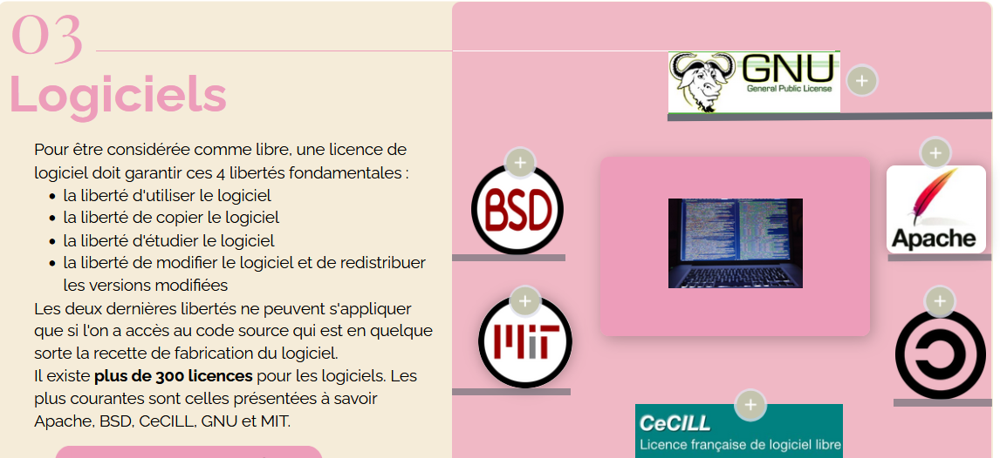 03
Logiciels
Pour être considérée comme libre, une licence de
logiciel doit garantir ces 4 libertés fondamentales :
• la liberté d'utiliser le logiciel
• la liberté de copier le logiciel
• la liberté d'étudier le logiciel
• la liberté de modifier le logiciel et de redistribuer
les versions modifiées
Les deux dernières libertés ne peuvent s'appliquer
que si l'on a accès au code source qui est en quelque
sorte la recette de fabrication du logiciel.
Il existe plus de 300 licences pour les logiciels. Les
plus courantes sont celles présentées à savoir
Apache, BSD, CeCILL, GNU et MIT.
GNU
General Public License
BSD
Apache
MiT
CeCILL
Licence française de logiciel libre